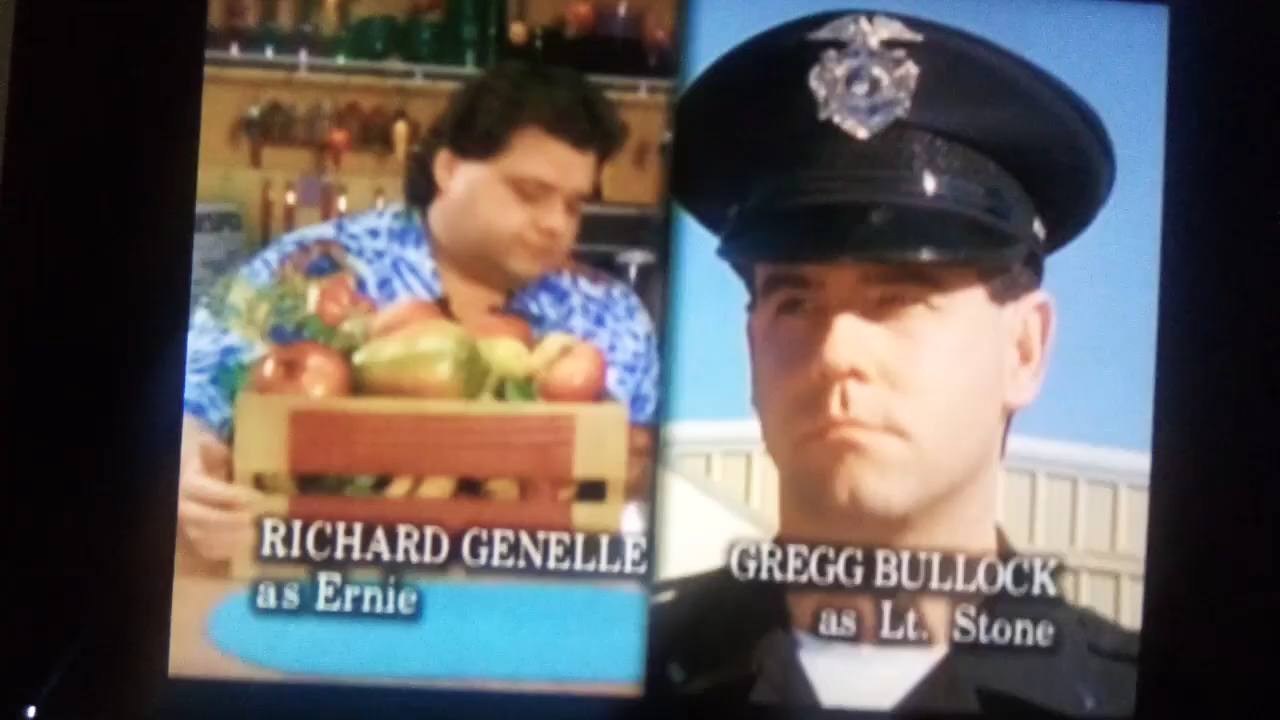 RICHARD GENELLE
as Ernie
GREGG BULLOCK
as Lt. Stone